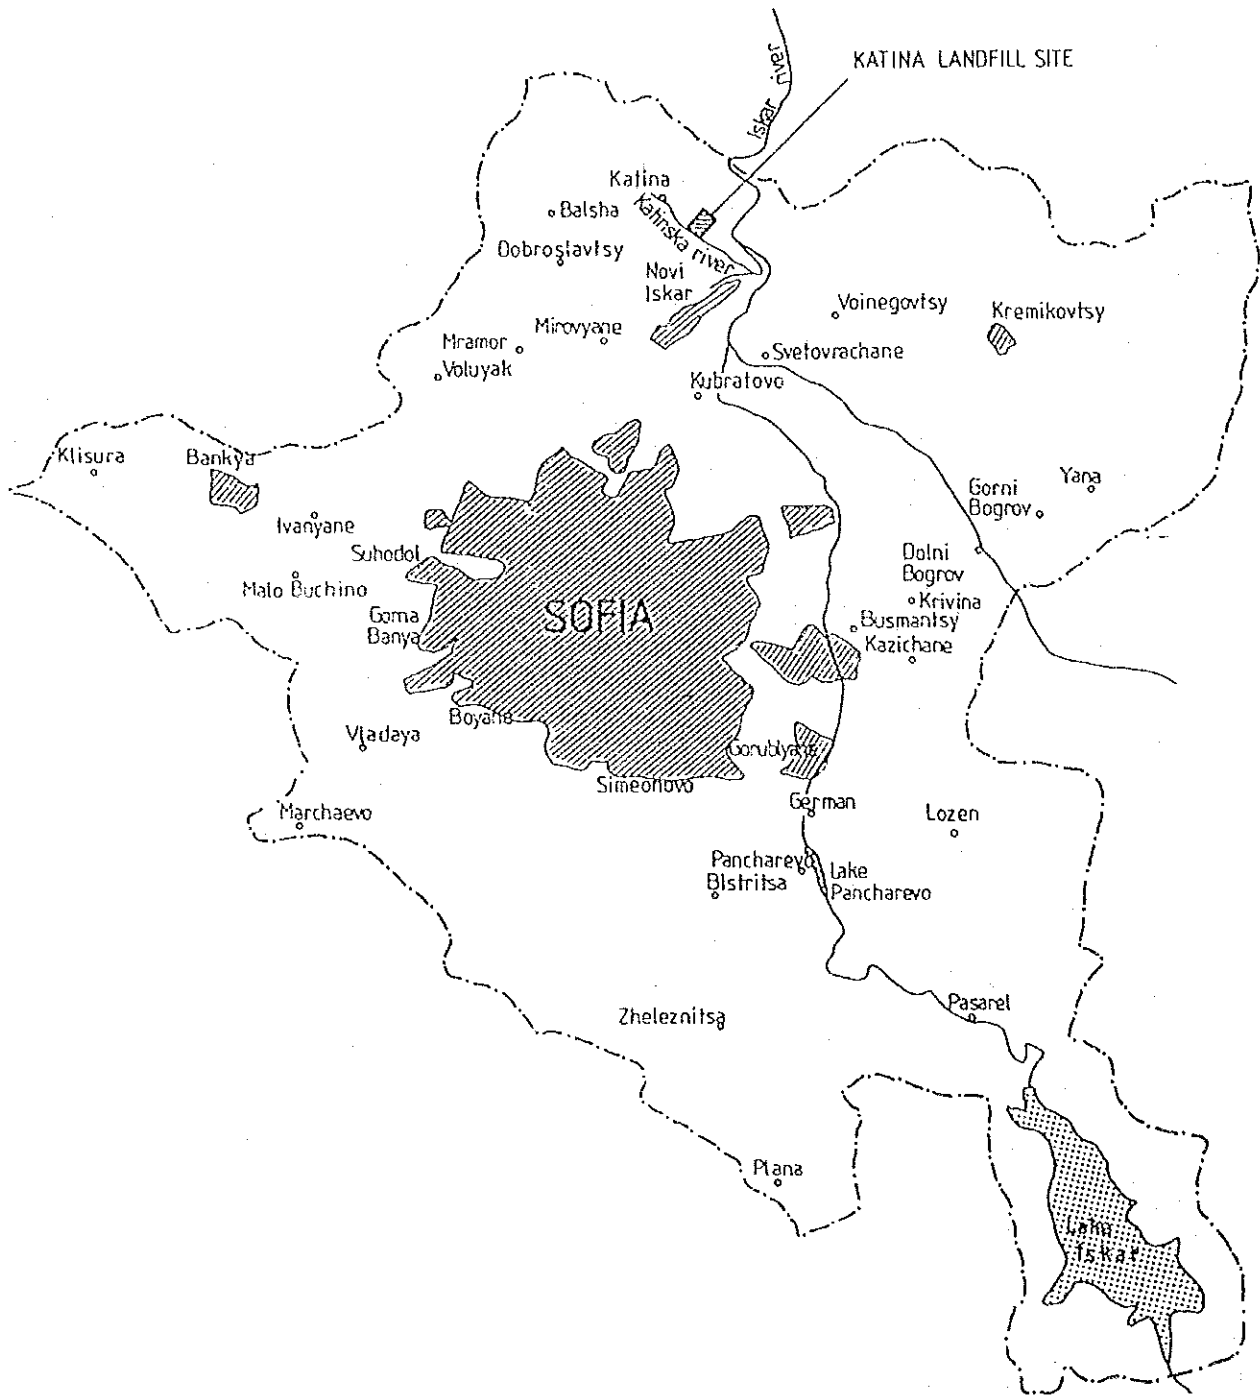 KATINA LANDFILL SITE
Iskar river
Katina
Balsha
Katinska river
Dobroslavtsy
Novi
Iskar
Voinegovtsy
Kremikovtsy
Mirovyane
Mramor
Voluyak
Svetovrachane
Kubratovo
Klisura
Bankya
Yana
Gorni
Bogrov
Ivanyane
Suhodol
Dolni
Bogrov
Malo Buchino
Krivina
Gorna
Banya
SOFIA
Busmantsy
Kazichane
Boyana
Vladaya
Gorublyane
Simeonovo
German
Marchaevo
Lozen
Pancharevo
Lake
Pancharevo
Bistritsa
Pasarel
Zheleznitsa
Plana
Lake
Iskar